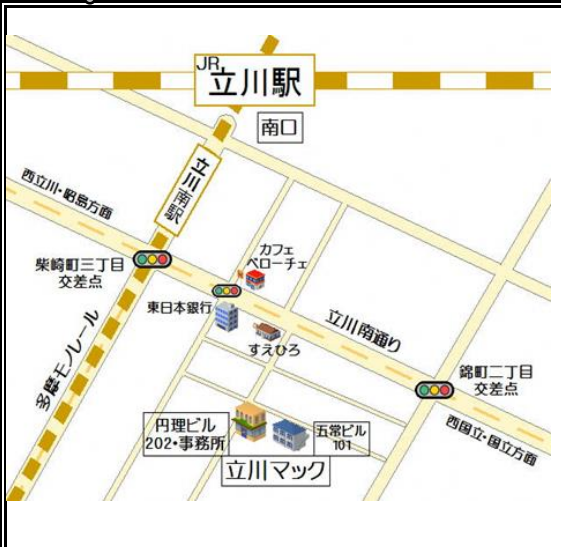 JR
立川駅
南口
立川南駅
西立川・昭島方面
カフェ
ベローチェ
柴崎町三丁目
交差点
東日本銀行
すえひろ
立川南通り
多摩モノレール
錦町二丁目
交差点
西国立・国立方面
円理ビル
202・事務所
五常ビル
101
立川マック